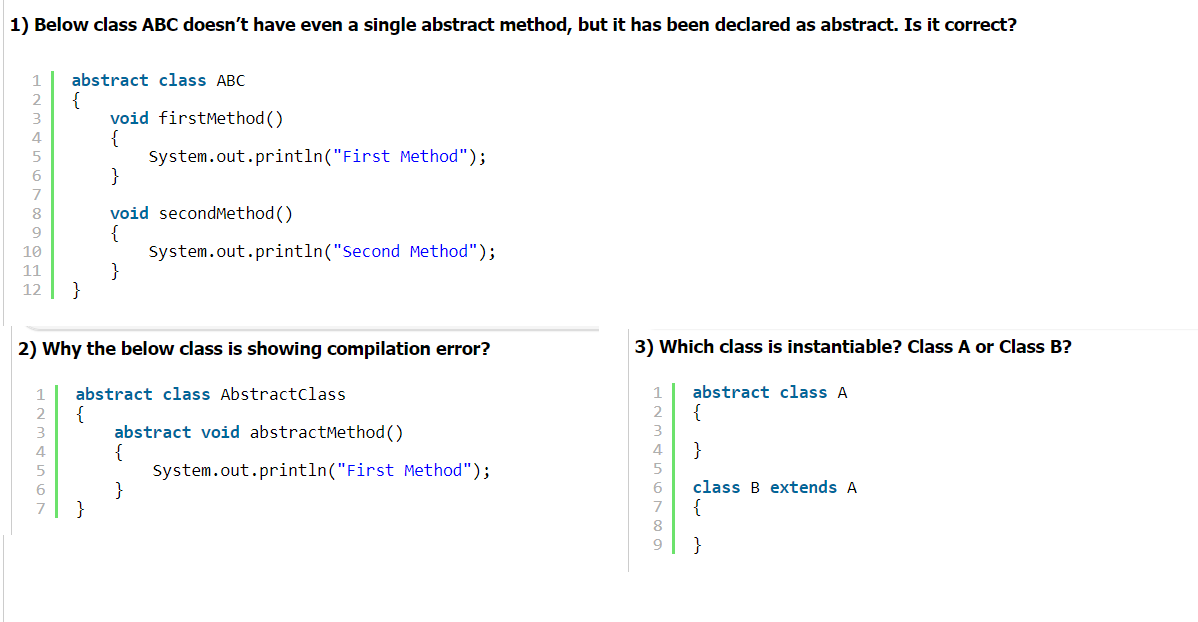 1) Below class ABC doesn’t have even a single abstract method, but it has been declared as abstract. Is it correct?
1 abstract class ABC
2 {
3 void firstMethod()
4 {
5 System.out.println("First Method");
6 }
7
8 void secondMethod()
9 {
10 System.out.println("Second Method");
11 }
12 }
2) Why the below class is showing compilation error?
1 abstract class AbstractClass
2 {
3 abstract void abstractMethod()
4 {
5 System.out.println("First Method");
6 }
7 }
3) Which class is instantiable? Class A or Class B?
1 abstract class A
2 {
3
4 }
5
6 class B extends A
7 {
8
9 }